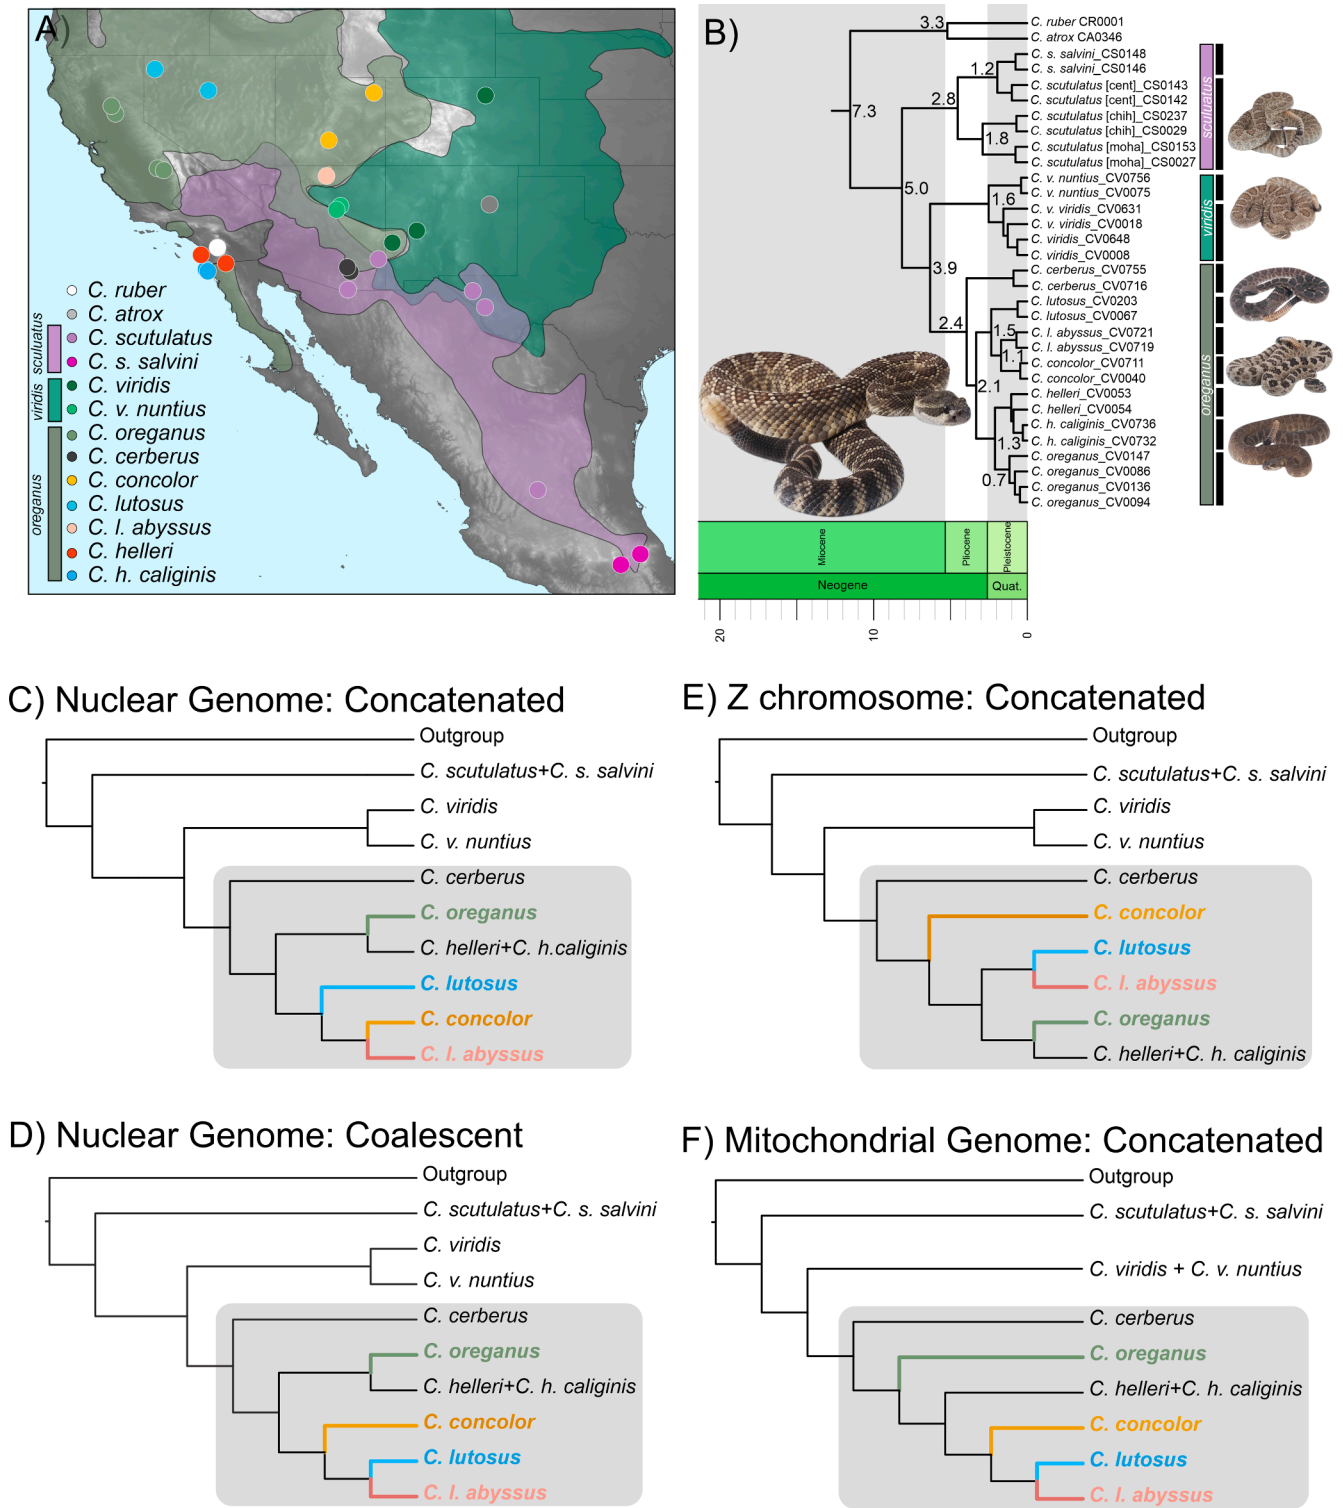 A)
C. ruber
C. atrox
C. scutulatus
C. s. salvini
C. viridis
C. v. nuntius
C. oreganus
C. cerberus
C. concolor
C. lutosus
C. l. abyssus
C. helleri
C. h. caliginis
sculuatus
viridis
oreganus
B)
C. ruber CR0001
C. atrox CA0346
C. s. salvini_CS0148
C. s. salvini_CS0146
C. scutulatus [cent]_CS0143
C. scutulatus [cent]_CS0142
C. scutulatus [chih]_CS0237
C. scutulatus [chih]_CS0029
C. scutulatus [moha]_CS0153
C. scutulatus [moha]_CS0027
C. v. nuntius_CV0756
C. v. nuntius_CV0075
C. v. viridis_CV0631
C. v. viridis_CV0018
C. viridis_CV0648
C. viridis_CV0008
C. cerberus_CV0755
C. cerberus_CV0716
C. lutosus_CV0203
C. lutosus_CV0067
C. l. abyssus_CV0721
C. l. abyssus_CV0719
C. concolor_CV0711
C. concolor_CV0040
C. helleri_CV0053
C. helleri_CV0054
C. h. caliginis_CV0736
C. h. caliginis_CV0732
C. oreganus_CV0147
C. oreganus_CV0086
C. oreganus_CV0136
C. oreganus_CV0094
3.3
1.2
2.8
7.3
1.8
5.0
1.6
3.9
2.4
1.5
1.1
2.1
1.3
0.7
sculuatus
viridis
oreganus
Miocene
Pliocene
Pleistocene
Neogene
Quat.
20
10
0
C) Nuclear Genome: Concatenated
Outgroup
C. scutulatus+C. s. salvini
C. viridis
C. v. nuntius
C. cerberus
C. oreganus
C. helleri+C. h.caliginis
C. lutosus
C. concolor
C. l. abyssus
E) Z chromosome: Concatenated
Outgroup
C. scutulatus+C. s. salvini
C. viridis
C. v. nuntius
C. cerberus
C. concolor
C. lutosus
C. l. abyssus
C. oreganus
C. helleri+C. h. caliginis
D) Nuclear Genome: Coalescent
Outgroup
C. scutulatus+C. s. salvini
C. viridis
C. v. nuntius
C. cerberus
C. oreganus
C. helleri+C. h. caliginis
C. concolor
C. lutosus
C. l. abyssus
F) Mitochondrial Genome: Concatenated
Outgroup
C. scutulatus+C. s. salvini
C. viridis + C. v. nuntius
C. cerberus
C. oreganus
C. helleri+C. h. caliginis
C. concolor
C. lutosus
C. l. abyssus